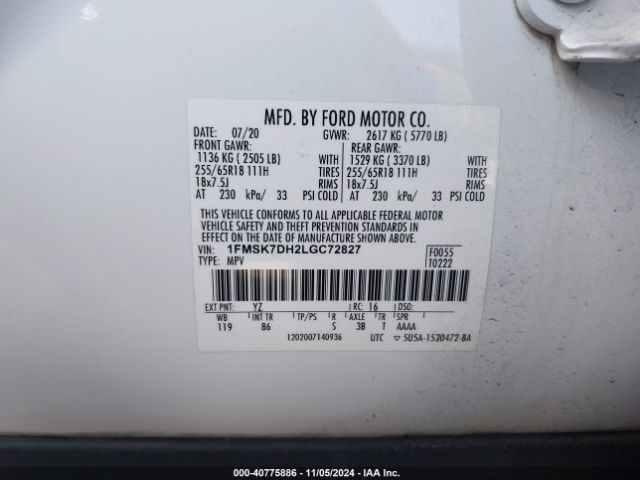 MFD. BY FORD MOTOR CO.
DATE: 07/20 GVWR: 2617 KG ( 5770 LB)
FRONT GAWR: REAR GAWR:
1136 KG ( 2505 LB) WITH 1529 KG ( 3370 LB) WITH
255/65R18 111H TIRES 255/65R18 111H TIRES
18x7.5J RIMS 18x7.5J RIMS
AT 230 kPa/ 33 PSI COLD AT 230 kPa/ 33 PSI COLD
THIS VEHICLE CONFORMS TO ALL APPLICABLE FEDERAL MOTOR
VEHICLE SAFETY AND THEFT PREVENTION STANDARDS IN
EFFECT ON THE DATE OF MANUFACTURE SHOWN ABOVE.
VIN: 1FMSK7DH2LGC72827 F0055
TYPE: MPV T0222
EXT PNT: YZ RC: 16 DSO:
WB INT TR TP/PS R AXLE TR SPR
119 86 S 3B T AAAA
1202007140936 UTC ▽ 5U5A-1520472-BA
000-40775886 - 11/05/2024 - IAA Inc.